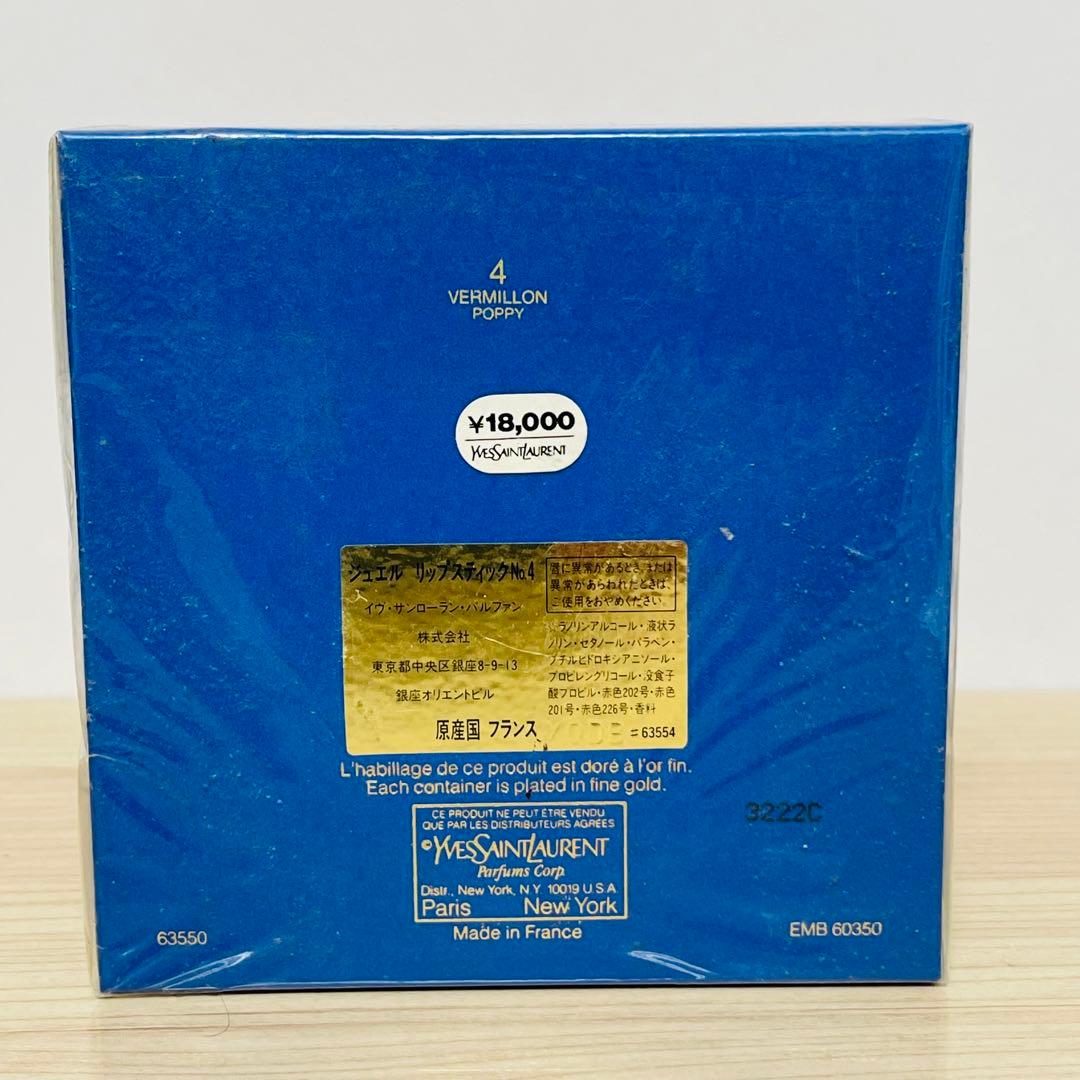 4
VERMILLON
POPPY
¥18,000
YVESSAINTLAURENT
ジュエル リップスティックNo.4
イヴ・サンローラン・パルファン
株式会社
東京都中央区銀座8-9-13
銀座オリエントビル
原産国 フランス
唇に異常があるとき、または
異常があらわれたときは、
ご使用をおやめください。
ラノリンアルコール・液状ラ
ノリン・セタノール・パラベン・
ブチルヒドロキシアニソール・
プロピレングリコール・没食子
酸プロピル・赤色202号・赤色
201号・赤色226号・香料
=63554
L'habillage de ce produit est doré à l'or fin.
Each container is plated in fine gold.
CE PRODUIT NE PEUT ÊTRE VENDU
QUE PAR LES DISTRIBUTEURS AGRÉÉS
©YVESSAINTLAURENT
Parfums Corp.
Distr., New York, N.Y. 10019 U.S.A.
Paris New York
Made in France
3222C
63550
EMB 60350